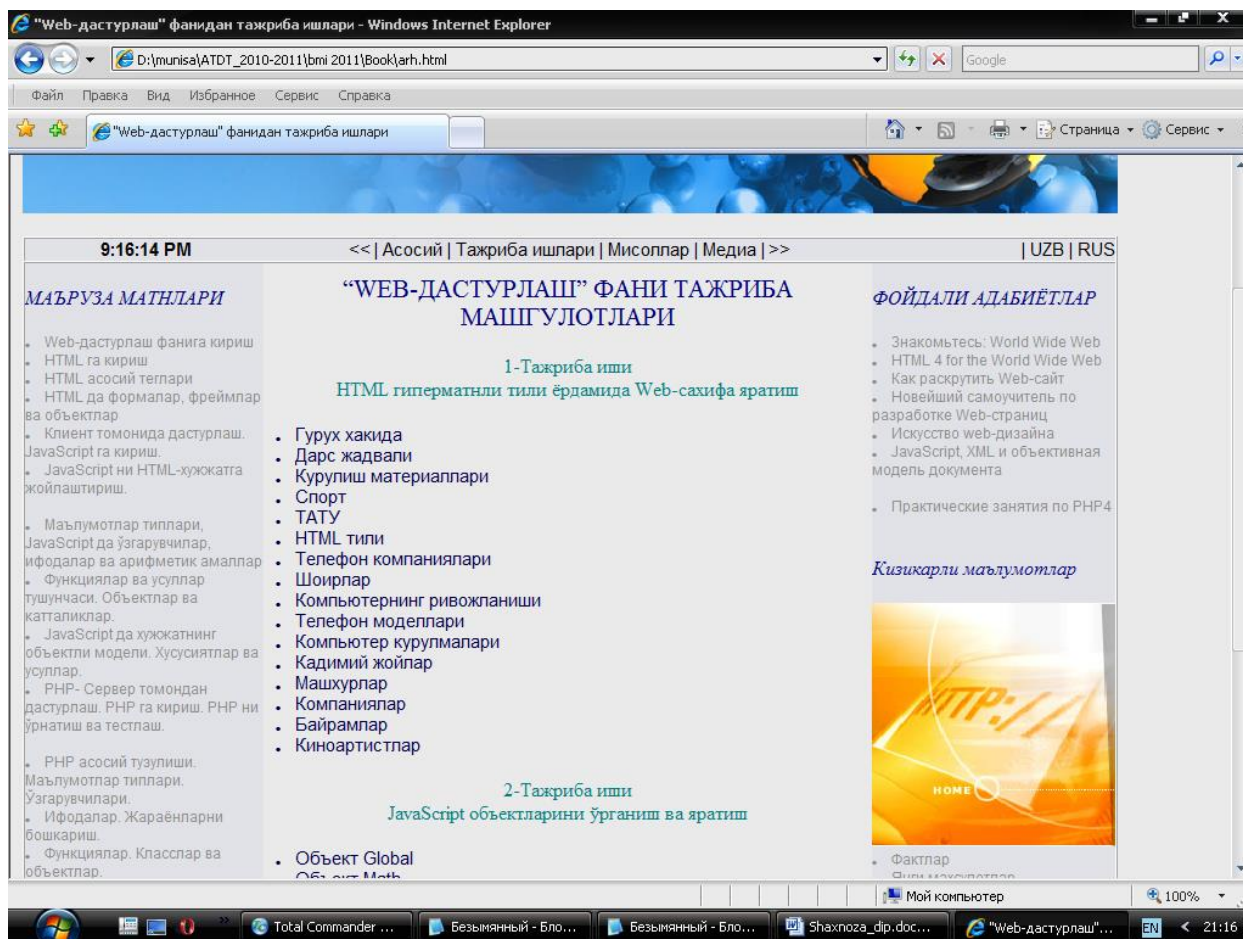 "Web-дастурлаш" фанидан тажриба ишлари - Windows Internet Explorer
D:\munisa\ATDT_2010-2011\bmi 2011\Book\arh.html
Google
Файл Правка Вид Избранное Сервис Справка
"Web-дастурлаш" фанидан тажриба ишлари
Страница Сервис
9:16:14 PM
<< | Асосий | Тажриба ишлари | Мисоллар | Медиа | >>
| UZB | RUS
МАЪРУЗА МАТНЛАРИ
Web-дастурлаш фанига кириш
HTML га кириш
HTML асосий теглари
HTML да формалар, фреймлар
ва объектлар
Клиент томонида дастурлаш.
JavaScript га кириш.
JavaScript ни HTML-хужжатга
жойлаштириш.
Маълумотлар типлари,
JavaScript да ўзгарувчилар,
ифодалар ва арифметик амаллар
Функциялар ва усуллар
тушунчаси. Объектлар ва
катталиклар.
JavaScript да хужжатнинг
объектли модели. Хусусиятлар ва
усуллар.
PHP- Сервер томондан
дастурлаш. PHP га кириш. PHP ни
ўрнатиш ва тестлаш.
PHP асосий тузулиши.
Маълумотлар типлари.
Ўзгарувчилари.
Ифодалар. Жараёнларни
бошкариш.
Функциялар. Класслар ва
объектлар.
“WEB-ДАСТУРЛАШ” ФАНИ ТАЖРИБА
МАШГУЛОТЛАРИ
1-Тажриба иши
HTML гиперматнли тили ёрдамида Web-сахифа яратиш
Гурух хакида
Дарс жадвали
Курулиш материаллари
Спорт
ТАТУ
HTML тили
Телефон компаниялари
Шоирлар
Компьютернинг ривожланиши
Телефон моделлари
Компьютер курулмалари
Кадимий жойлар
Машхурлар
Компаниялар
Байрамлар
Киноартистлар
2-Тажриба иши
JavaScript объектларини ўрганиш ва яратиш
Объект Global
Объект Math
ФОЙДАЛИ АДАБИЁТЛАР
Знакомьтесь: World Wide Web
HTML 4 for the World Wide Web
Как раскрутить Web-сайт
Новейший самоучитель по
разработке Web-страниц
Искусство web-дизайна
JavaScript, XML и объективная
модель документа
Практические занятия по PHP4
Кизикарли маълумотлар
HTTP://
HOME
Фактлар
Янги махсулотлар
Мой компьютер
100%
Total Commander ...
Безымянный - Бло...
Безымянный - Бло...
Shaxnoza_dip.doc...
"Web-дастурлаш"...
EN
21:16